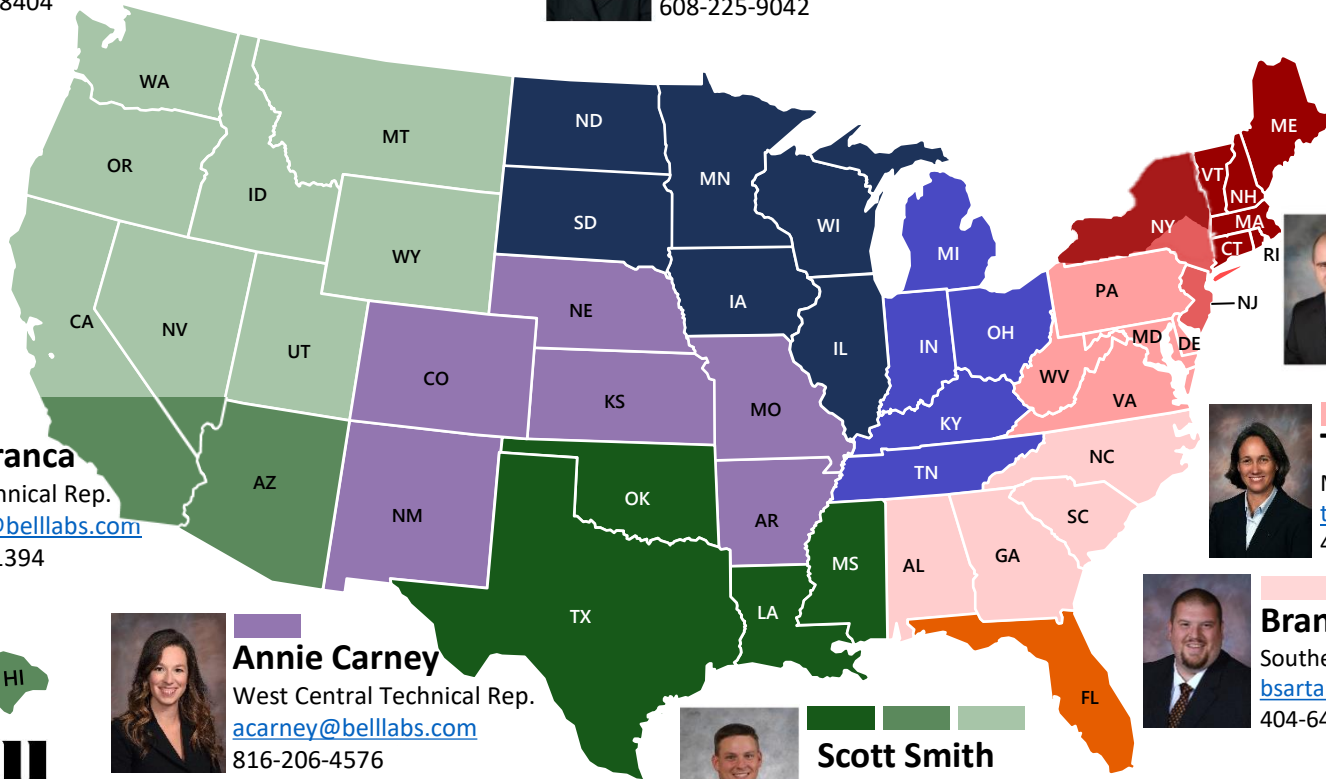 8404
608-225-9042
WA
MT
ND
MN
ME
OR
ID
SD
WI
VT
NH
NY
MA
CT
RI
WY
MI
PA
NJ
CA
NV
UT
NE
IA
IL
IN
OH
MD
DE
CO
KS
MO
WV
VA
KY
NC
TN
AZ
NM
OK
AR
SC
MS
AL
GA
TX
LA
FL
HI
ranca
hnical Rep.
@belllabs.com
1394
Annie Carney
West Central Technical Rep.
acarney@belllabs.com
816-206-4576
Scott Smith
Bran
Southe
bsarta
404-64